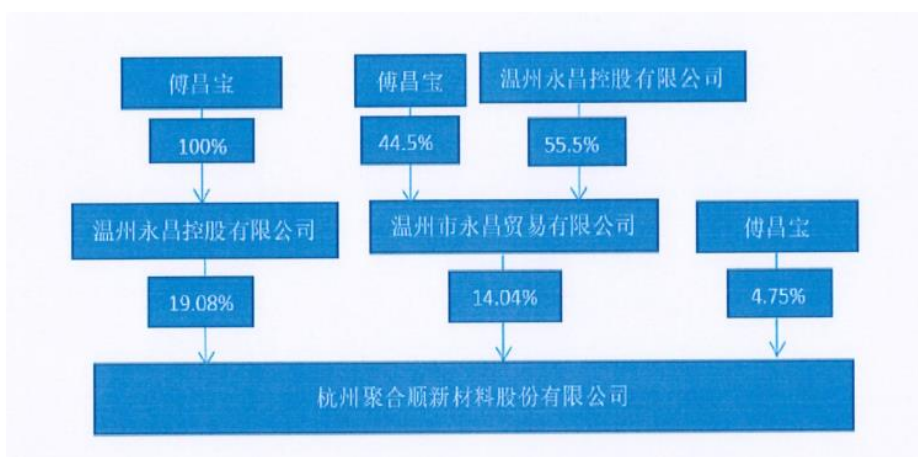 傅昌宝
傅昌宝
温州永昌控股有限公司
100%
44.5%
55.5%
温州永昌控股有限公司
温州市永昌贸易有限公司
傅昌宝
19.08%
14.04%
4.75%
杭州聚合顺新材料股份有限公司